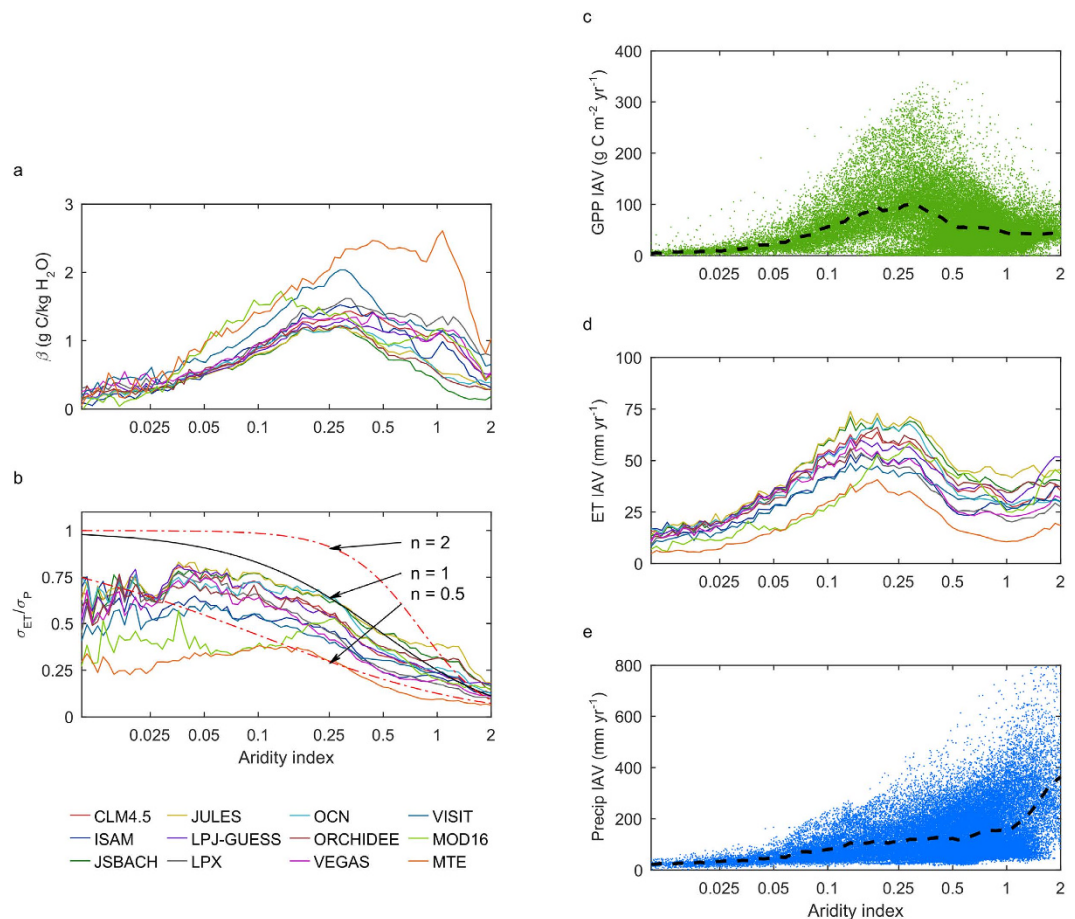 a
β (g C/kg H2O)
3
2
1
0
0.025 0.05 0.1 0.25 0.5 1 2
b
σET/σP
1
0.75
0.5
0.25
0
n = 2
n = 1
n = 0.5
0.025 0.05 0.1 0.25 0.5 1 2
Aridity index
CLM4.5 JULES OCN VISIT
ISAM LPJ-GUESS ORCHIDEE MOD16
JSBACH LPX VEGAS MTE
c
GPP IAV (g C m-2 yr-1)
400
300
200
100
0
0.025 0.05 0.1 0.25 0.5 1 2
d
ET IAV (mm yr-1)
100
75
50
25
0
0.025 0.05 0.1 0.25 0.5 1 2
e
Precip IAV (mm yr-1)
800
600
400
200
0
0.025 0.05 0.1 0.25 0.5 1 2
Aridity index